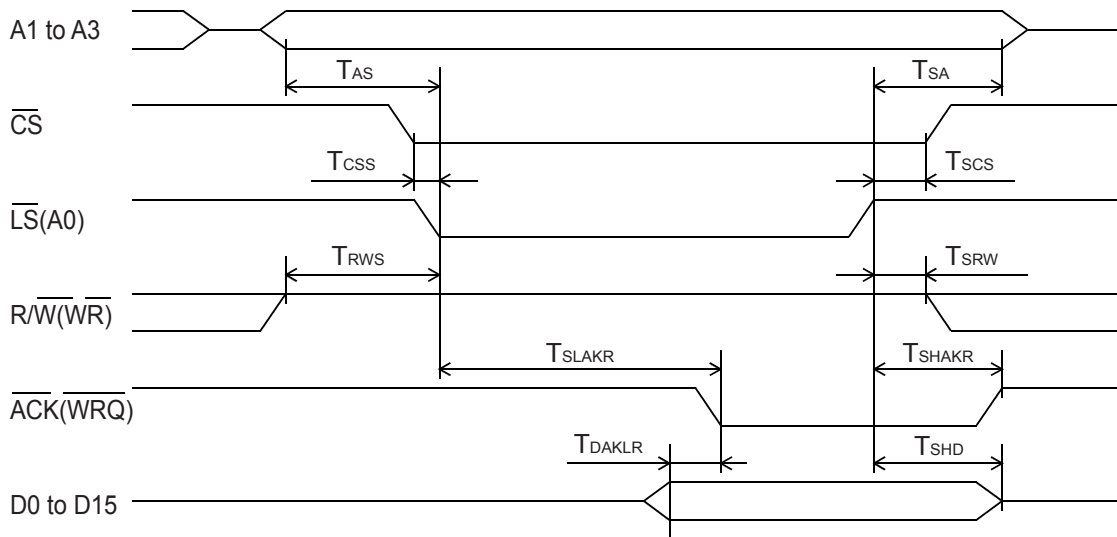 A1 to A3
TAS
TSA
CS
TCSS
TSCS
LS(A0)
TRWS
TSRW
R/W(WR)
TSLAKR
TSHAKR
ACK(WRQ)
TDAKLR
TSHD
D0 to D15